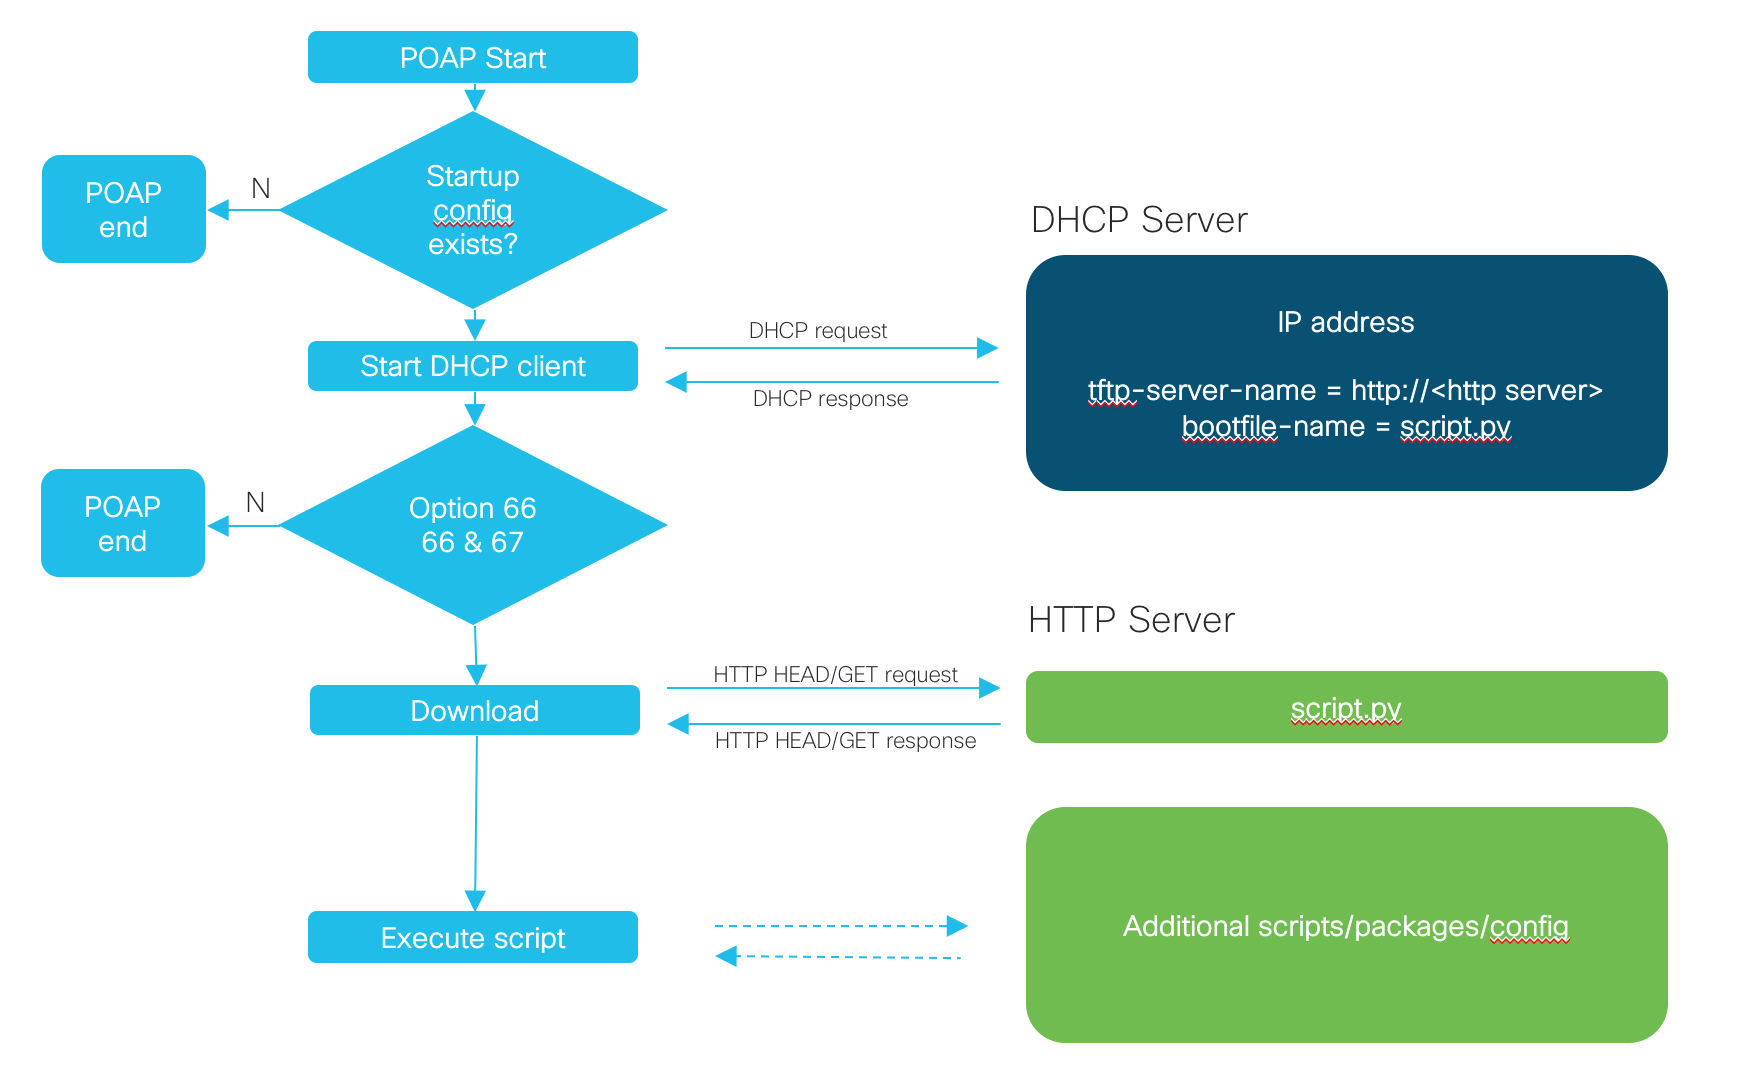 POAP Start
Startup
config
exists?
N
POAP
end
DHCP Server
IP address
tftp-server-name = http://<http server>
bootfile-name = script.py
DHCP request
DHCP response
Start DHCP client
Option 66
66 & 67
N
POAP
end
HTTP Server
HTTP HEAD/GET request
HTTP HEAD/GET response
Download
script.py
Execute script
Additional scripts/packages/config